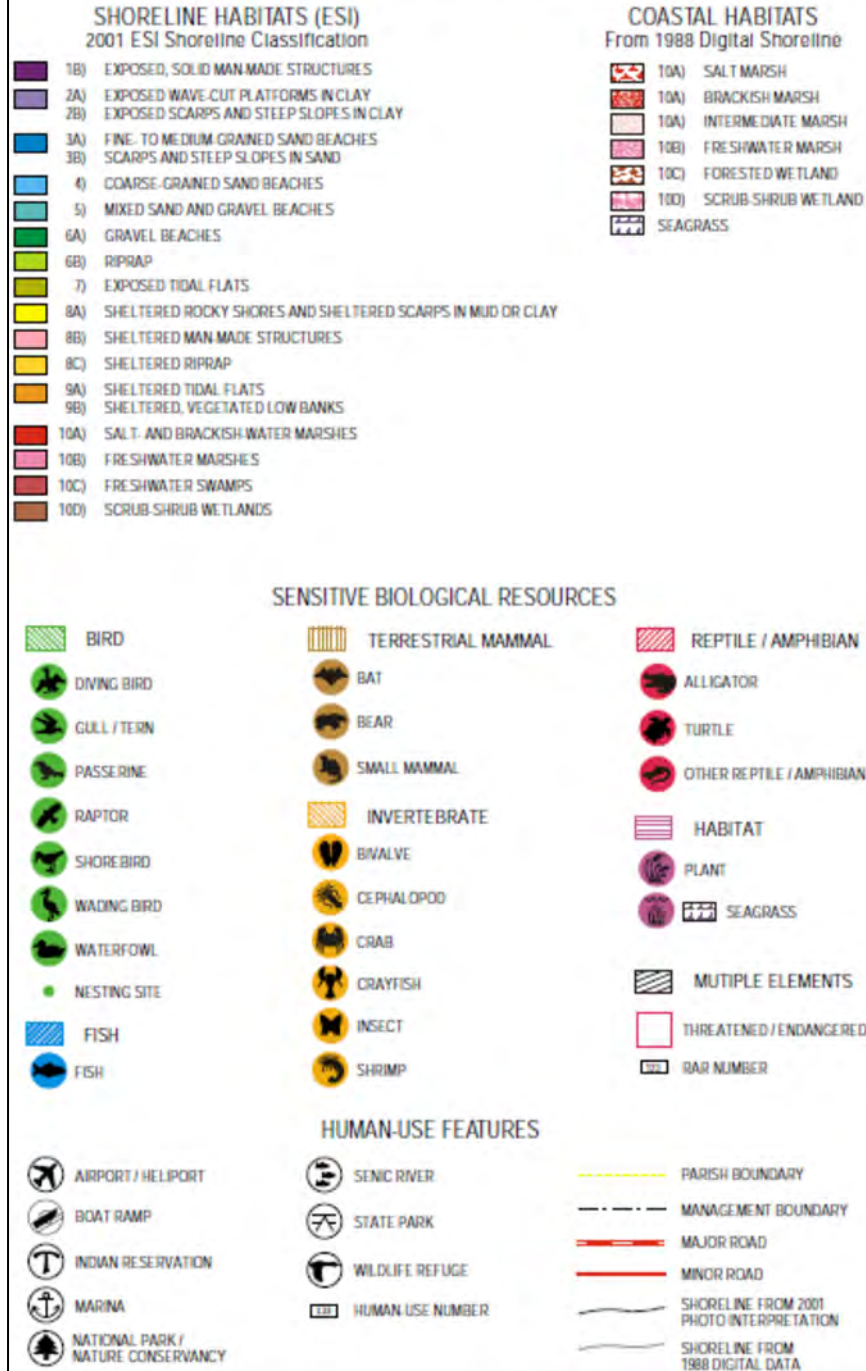 SHORELINE HABITATS (ESI)
2001 ESI Shoreline Classification
1B) EXPOSED, SOLID MAN-MADE STRUCTURES
2A) EXPOSED WAVE-CUT PLATFORMS IN CLAY
2B) EXPOSED SCARPS AND STEEP SLOPES IN CLAY
3A) FINE- TO MEDIUM-GRAINED SAND BEACHES
3B) SCARPS AND STEEP SLOPES IN SAND
4) COARSE-GRAINED SAND BEACHES
5) MIXED SAND AND GRAVEL BEACHES
6A) GRAVEL BEACHES
6B) RIPRAP
7) EXPOSED TIDAL FLATS
8A) SHELTERED ROCKY SHORES AND SHELTERED SCARPS IN MUD OR CLAY
8B) SHELTERED MAN-MADE STRUCTURES
8C) SHELTERED RIPRAP
9A) SHELTERED TIDAL FLATS
9B) SHELTERED, VEGETATED LOW BANKS
10A) SALT- AND BRACKISH-WATER MARSHES
10B) FRESHWATER MARSHES
10C) FRESHWATER SWAMPS
10D) SCRUB-SHRUB WETLANDS
COASTAL HABITATS
From 1988 Digital Shoreline
10A) SALT MARSH
10A) BRACKISH MARSH
10A) INTERMEDIATE MARSH
10B) FRESHWATER MARSH
10C) FORESTED WETLAND
10D) SCRUB-SHRUB WETLAND
SEAGRASS
SENSITIVE BIOLOGICAL RESOURCES
BIRD
DIVING BIRD
GULL / TERN
PASSERINE
RAPTOR
SHOREBIRD
WADING BIRD
WATERFOWL
NESTING SITE
FISH
FISH
TERRESTRIAL MAMMAL
BAT
BEAR
SMALL MAMMAL
INVERTEBRATE
BIVALVE
CEPHALOPOD
CRAB
CRAYFISH
INSECT
SHRIMP
REPTILE / AMPHIBIAN
ALLIGATOR
TURTLE
OTHER REPTILE / AMPHIBIAN
HABITAT
PLANT
SEAGRASS
MUTIPLE ELEMENTS
THREATENED / ENDANGERED
RAR NUMBER
HUMAN-USE FEATURES
AIRPORT / HELIPORT
BOAT RAMP
INDIAN RESERVATION
MARINA
NATIONAL PARK /
NATURE CONSERVANCY
SENIC RIVER
STATE PARK
WILDLIFE REFUGE
HUMAN-USE NUMBER
PARISH BOUNDARY
MANAGEMENT BOUNDARY
MAJOR ROAD
MINOR ROAD
SHORELINE FROM 2001
PHOTO INTERPRETATION
SHORELINE FROM
1988 DIGITAL DATA